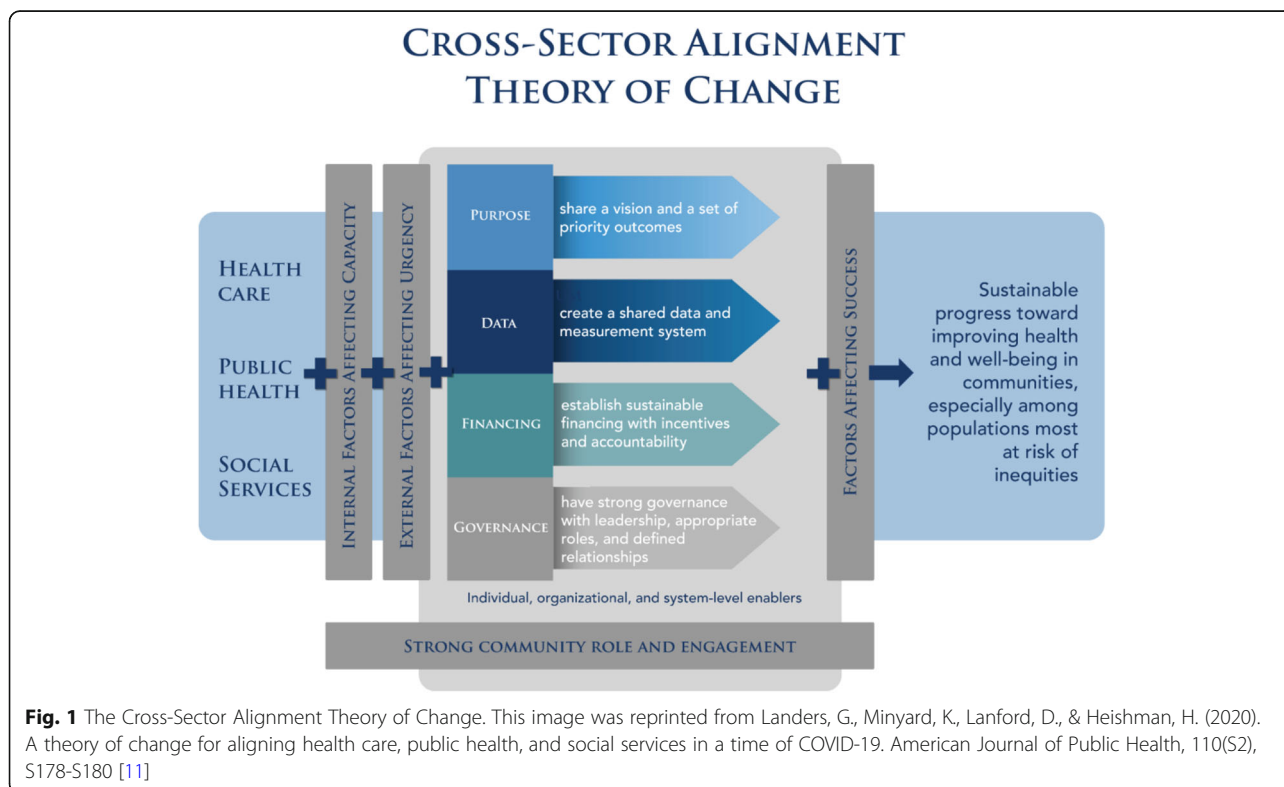 CROSS-SECTOR ALIGNMENT
THEORY OF CHANGE
HEALTH
CARE
PUBLIC
HEALTH
SOCIAL
SERVICES
INTERNAL FACTORS AFFECTING CAPACITY
EXTERNAL FACTORS AFFECTING URGENCY
PURPOSE
share a vision and a set of
priority outcomes
DATA
create a shared data and
measurement system
FINANCING
establish sustainable
financing with incentives
and accountability
GOVERNANCE
have strong governance
with leadership, appropriate
roles, and defined
relationships
Individual, organizational, and system-level enablers
STRONG COMMUNITY ROLE AND ENGAGEMENT
FACTORS AFFECTING SUCCESS
Sustainable
progress toward
improving health
and well-being in
communities,
especially among
populations most
at risk of
inequities
Fig. 1 The Cross-Sector Alignment Theory of Change. This image was reprinted from Landers, G., Minyard, K., Lanford, D., & Heishman, H. (2020).
A theory of change for aligning health care, public health, and social services in a time of COVID-19. American Journal of Public Health, 110(S2),
S178-S180 [11]